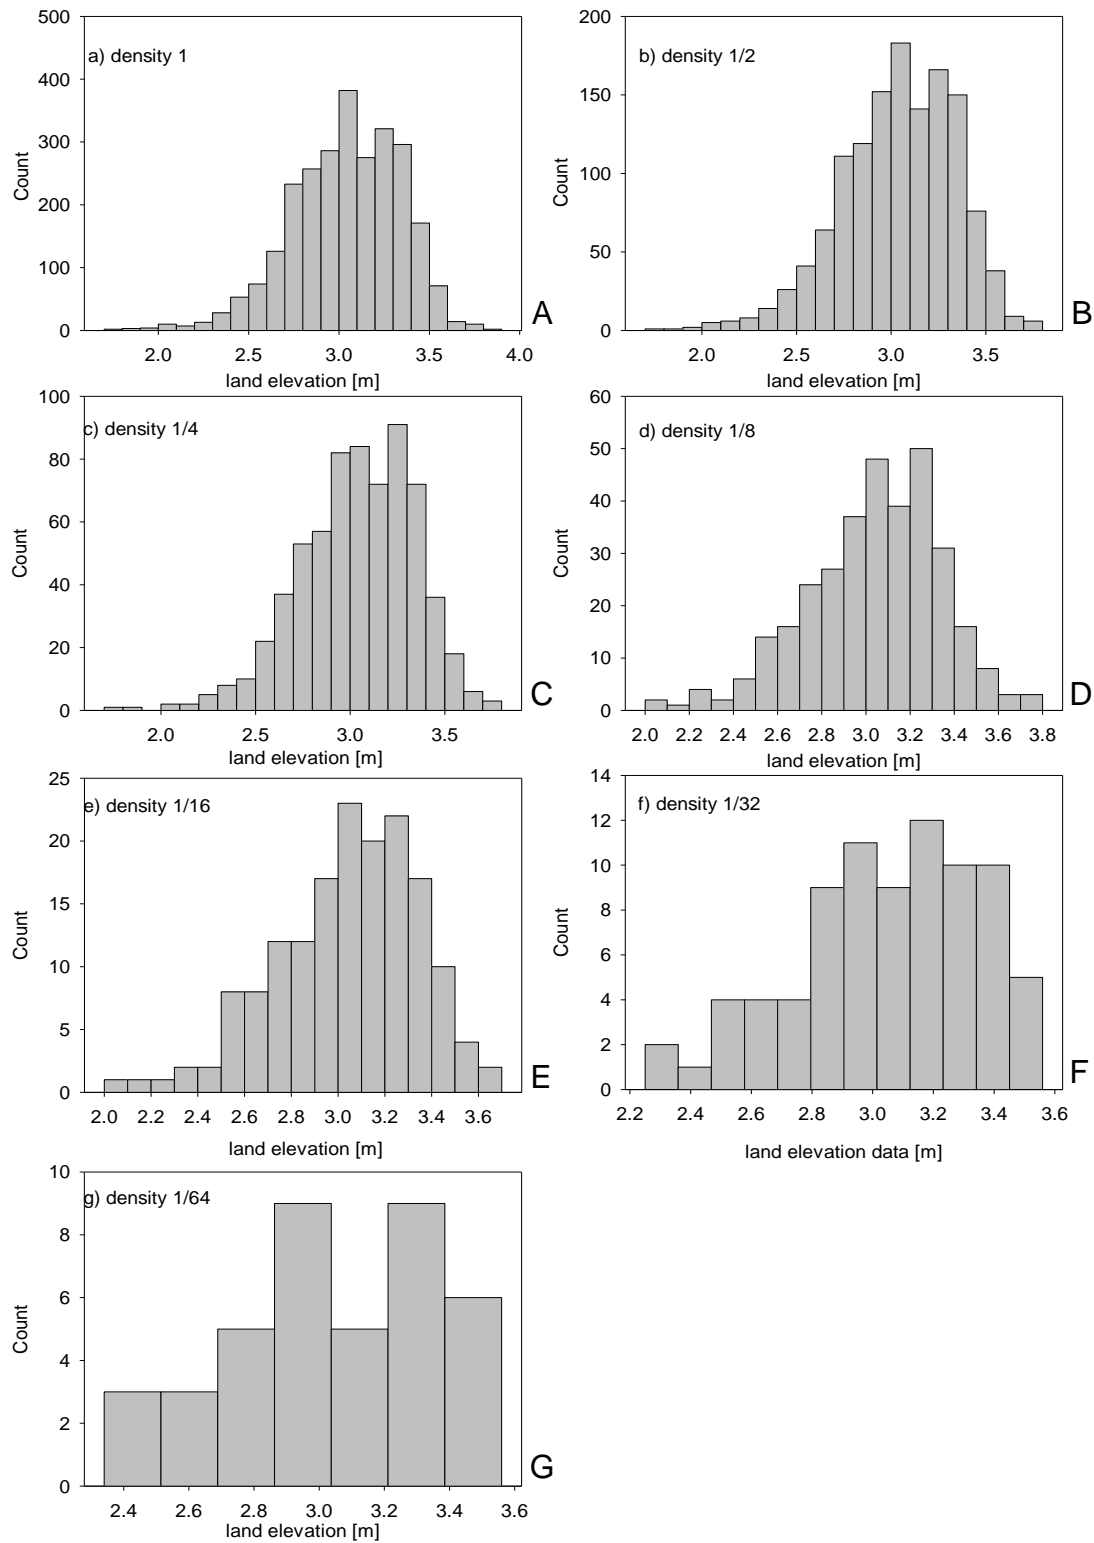 500
400
300
200
100
0
Count
a) density 1
2.0 2.5 3.0 3.5 4.0
land elevation [m]
A
200
150
100
50
0
Count
b) density 1/2
2.0 2.5 3.0 3.5
land elevation [m]
B
100
80
60
40
20
0
Count
c) density 1/4
2.0 2.5 3.0 3.5
land elevation [m]
C
60
50
40
30
20
10
0
Count
d) density 1/8
2.0 2.2 2.4 2.6 2.8 3.0 3.2 3.4 3.6 3.8
land elevation [m]
D
25
20
15
10
5
0
Count
e) density 1/16
2.0 2.2 2.4 2.6 2.8 3.0 3.2 3.4 3.6
land elevation [m]
E
14
12
10
8
6
4
2
0
Count
f) density 1/32
2.2 2.4 2.6 2.8 3.0 3.2 3.4 3.6
land elevation data [m]
F
10
8
6
4
2
0
Count
g) density 1/64
2.4 2.6 2.8 3.0 3.2 3.4 3.6
land elevation [m]
G